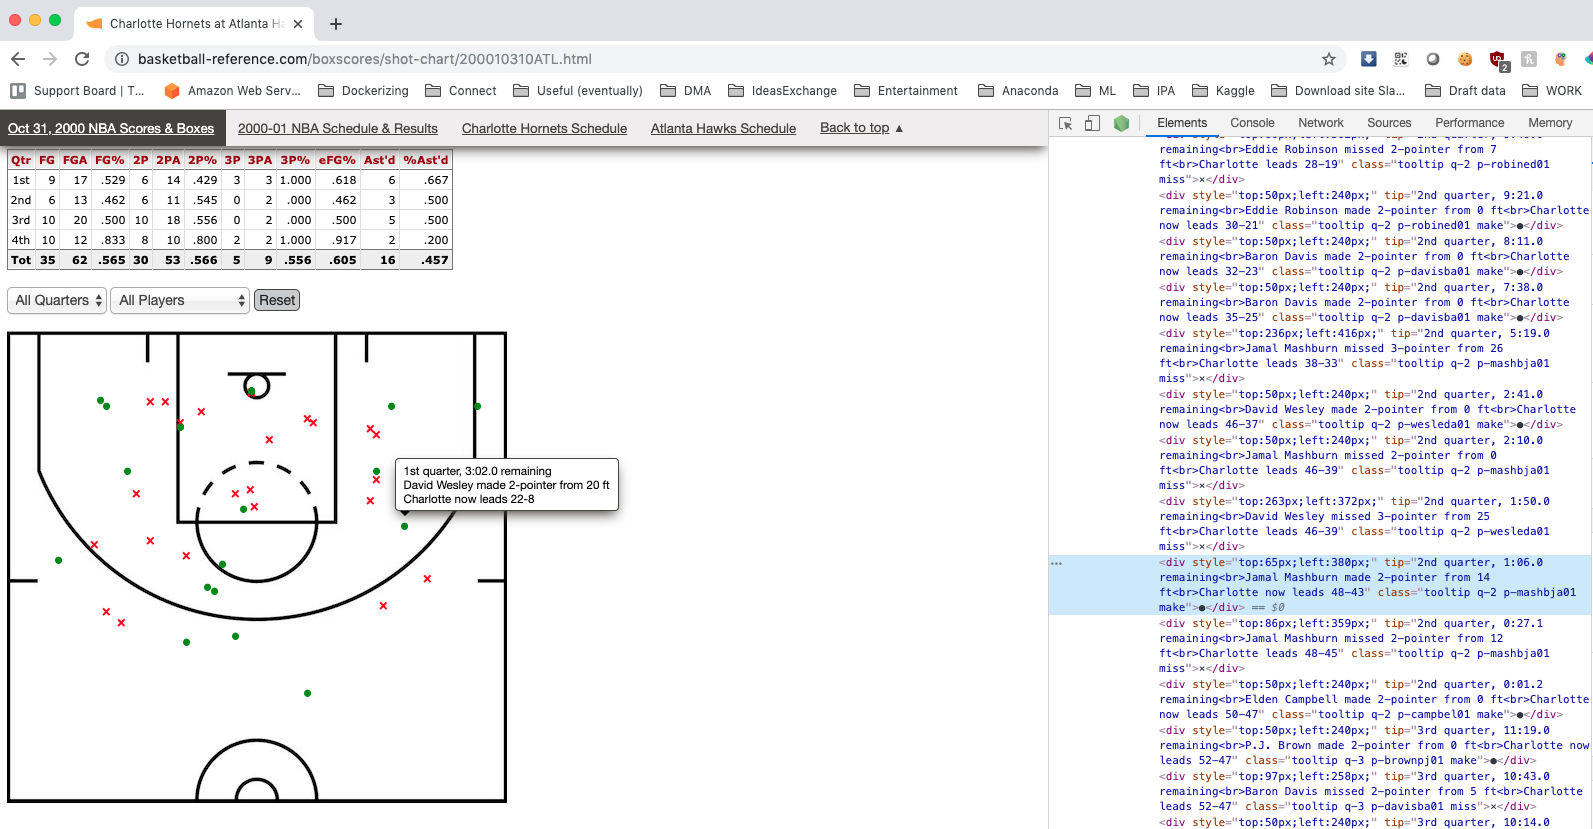 Charlotte Hornets at Atlanta Ha
basketball-reference.com/boxscores/shot-chart/200010310ATL.html
2
Support Board | T...
Amazon Web Serv...
Dockerizing
Connect
Useful (eventually)
DMA
IdeasExchange
Entertainment
Anaconda
ML
IPA
Kaggle
Download site Sla...
Draft data
WORK
Oct 31, 2000 NBA Scores & Boxes
2000-01 NBA Schedule & Results
Charlotte Hornets Schedule
Atlanta Hawks Schedule
Back to top ▲
Qtr FG FGA FG% 2P 2PA 2P% 3P 3PA 3P% eFG% Ast'd %Ast'd
1st 9 17 .529 6 14 .429 3 3 1.000 .618 6 .667
2nd 6 13 .462 6 11 .545 0 2 .000 .462 3 .500
3rd 10 20 .500 10 18 .556 0 2 .000 .500 5 .500
4th 10 12 .833 8 10 .800 2 2 1.000 .917 2 .200
Tot 35 62 .565 30 53 .566 5 9 .556 .605 16 .457
All Quarters
All Players
Reset
1st quarter, 3:02.0 remaining
David Wesley made 2-pointer from 20 ft
Charlotte now leads 22-8
Elements Console Network Sources Performance Memory
remaining<br>Eddie Robinson missed 2-pointer from 7
ft<br>Charlotte leads 28-19" class="tooltip q-2 p-robined01
miss">×</div>
<div style="top:50px;left:240px;" tip="2nd quarter, 9:21.0
remaining<br>Eddie Robinson made 2-pointer from 0 ft<br>Charlotte
now leads 30-21" class="tooltip q-2 p-robined01 make">●</div>
<div style="top:50px;left:240px;" tip="2nd quarter, 8:11.0
remaining<br>Baron Davis made 2-pointer from 0 ft<br>Charlotte
now leads 32-23" class="tooltip q-2 p-davisba01 make">●</div>
<div style="top:50px;left:240px;" tip="2nd quarter, 7:38.0
remaining<br>Baron Davis made 2-pointer from 0 ft<br>Charlotte
now leads 35-25" class="tooltip q-2 p-davisba01 make">●</div>
<div style="top:236px;left:416px;" tip="2nd quarter, 5:19.0
remaining<br>Jamal Mashburn missed 3-pointer from 26
ft<br>Charlotte leads 38-33" class="tooltip q-2 p-mashbja01
miss">×</div>
<div style="top:50px;left:240px;" tip="2nd quarter, 2:41.0
remaining<br>David Wesley made 2-pointer from 0 ft<br>Charlotte
now leads 46-37" class="tooltip q-2 p-wesleda01 make">●</div>
<div style="top:50px;left:240px;" tip="2nd quarter, 2:10.0
remaining<br>Jamal Mashburn missed 2-pointer from 0
ft<br>Charlotte leads 46-39" class="tooltip q-2 p-mashbja01
miss">×</div>
<div style="top:263px;left:372px;" tip="2nd quarter, 1:50.0
remaining<br>David Wesley missed 3-pointer from 25
ft<br>Charlotte leads 46-39" class="tooltip q-2 p-wesleda01
miss">×</div>
<div style="top:65px;left:380px;" tip="2nd quarter, 1:06.0
remaining<br>Jamal Mashburn made 2-pointer from 14
ft<br>Charlotte now leads 48-43" class="tooltip q-2 p-mashbja01
make">●</div> == $0
<div style="top:86px;left:359px;" tip="2nd quarter, 0:27.1
remaining<br>Jamal Mashburn missed 2-pointer from 12
ft<br>Charlotte leads 48-45" class="tooltip q-2 p-mashbja01
miss">×</div>
<div style="top:50px;left:240px;" tip="2nd quarter, 0:01.2
remaining<br>Elden Campbell made 2-pointer from 0 ft<br>Charlotte
now leads 50-47" class="tooltip q-2 p-campbel01 make">●</div>
<div style="top:50px;left:240px;" tip="3rd quarter, 11:19.0
remaining<br>P.J. Brown made 2-pointer from 0 ft<br>Charlotte now
leads 52-47" class="tooltip q-3 p-brownpj01 make">●</div>
<div style="top:97px;left:258px;" tip="3rd quarter, 10:43.0
remaining<br>Baron Davis missed 2-pointer from 5 ft<br>Charlotte
leads 52-47" class="tooltip q-3 p-davisba01 miss">×</div>
<div style="top:50px;left:240px;" tip="3rd quarter, 10:14.0